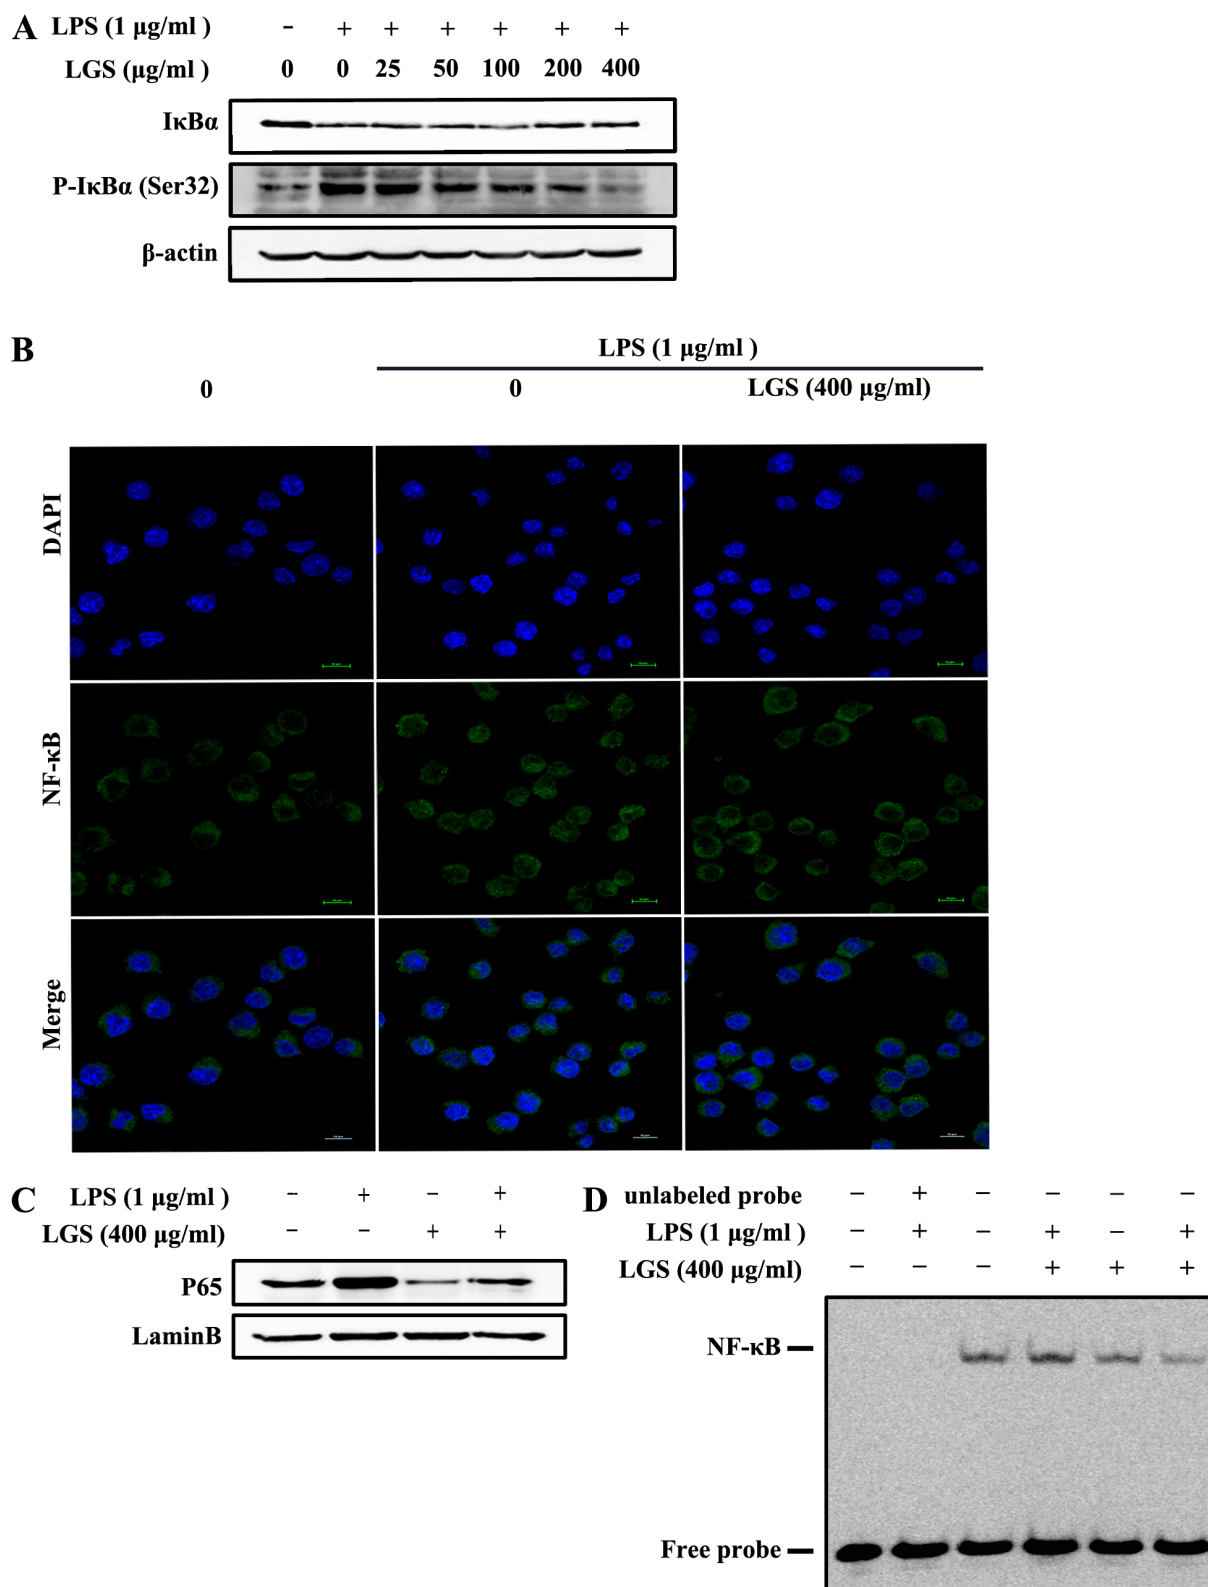 A
LPS (1 μg/ml ) – + + + + + +
LGS (μg/ml ) 0 0 25 50 100 200 400
IκBα
P-IκBα (Ser32)
β-actin
B
LPS (1 μg/ml )
0 0 LGS (400 μg/ml)
DAPI
NF-κB
Merge
C
LPS (1 μg/ml ) – + – +
LGS (400 μg/ml) – – + +
P65
LaminB
D
unlabeled probe – + – – – –
LPS (1 μg/ml ) – + – + – +
LGS (400 μg/ml) – – – + + +
NF-κB
Free probe